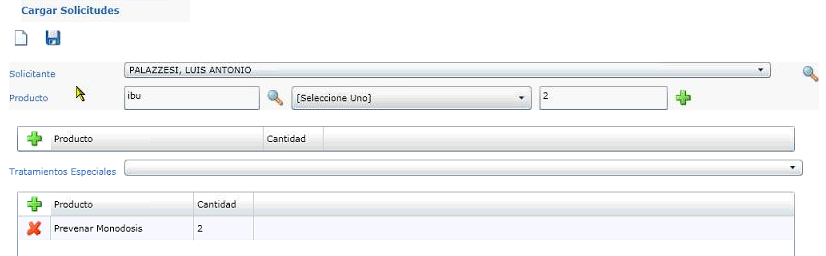 Cargar Solicitudes
Solicitante PALAZZESI, LUIS ANTONIO
Producto ibu [Seleccione Uno] 2
Producto Cantidad
Tratamientos Especiales
Producto Cantidad
Prevenar Monodosis 2